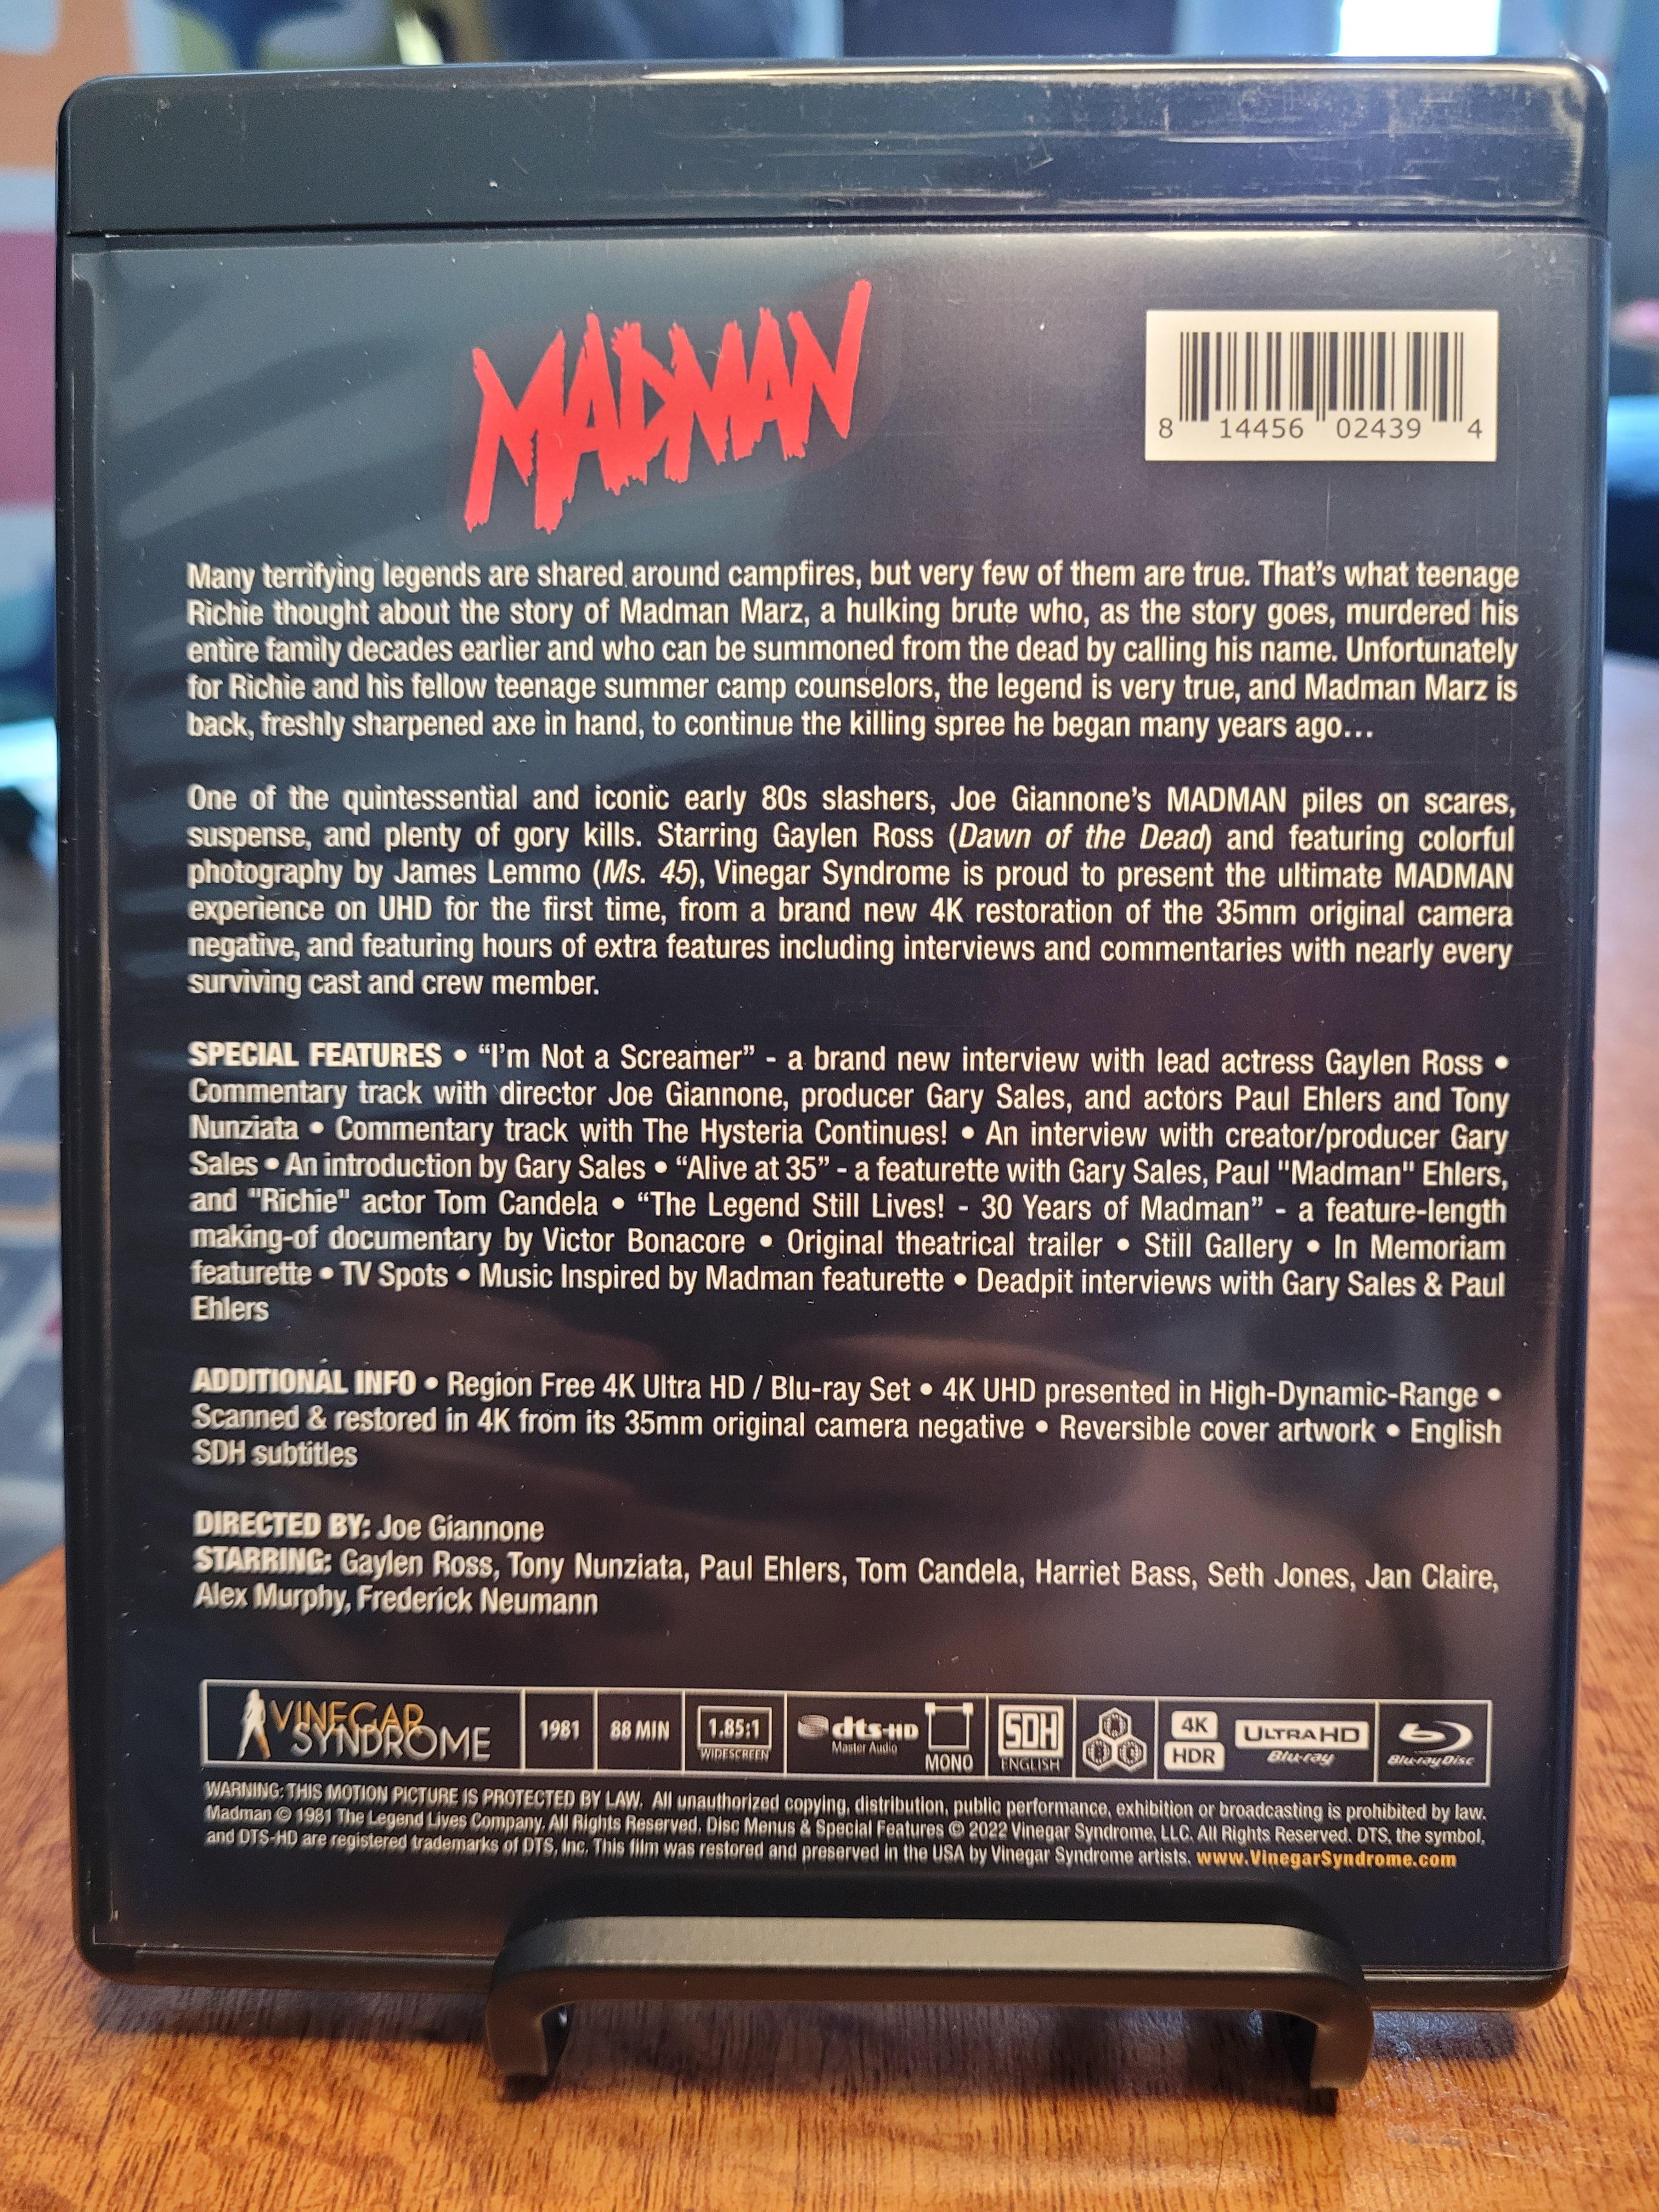 MADMAN
8 14456 02439 4
Many terrifying legends are shared around campfires, but very few of them are true. That’s what teenage
Richie thought about the story of Madman Marz, a hulking brute who, as the story goes, murdered his
entire family decades earlier and who can be summoned from the dead by calling his name. Unfortunately
for Richie and his fellow teenage summer camp counselors, the legend is very true, and Madman Marz is
back, freshly sharpened axe in hand, to continue the killing spree he began many years ago…
One of the quintessential and iconic early 80s slashers, Joe Giannone’s MADMAN piles on scares,
suspense, and plenty of gory kills. Starring Gaylen Ross (Dawn of the Dead) and featuring colorful
photography by James Lemmo (Ms. 45), Vinegar Syndrome is proud to present the ultimate MADMAN
experience on UHD for the first time, from a brand new 4K restoration of the 35mm original camera
negative, and featuring hours of extra features including interviews and commentaries with nearly every
surviving cast and crew member.
SPECIAL FEATURES • “I’m Not a Screamer” - a brand new interview with lead actress Gaylen Ross •
Commentary track with director Joe Giannone, producer Gary Sales, and actors Paul Ehlers and Tony
Nunziata • Commentary track with The Hysteria Continues! • An interview with creator/producer Gary
Sales • An introduction by Gary Sales • “Alive at 35” - a featurette with Gary Sales, Paul "Madman" Ehlers,
and "Richie" actor Tom Candela • “The Legend Still Lives! - 30 Years of Madman” - a feature-length
making-of documentary by Victor Bonacore • Original theatrical trailer • Still Gallery • In Memoriam
featurette • TV Spots • Music Inspired by Madman featurette • Deadpit interviews with Gary Sales & Paul
Ehlers
ADDITIONAL INFO • Region Free 4K Ultra HD / Blu-ray Set • 4K UHD presented in High-Dynamic-Range •
Scanned & restored in 4K from its 35mm original camera negative • Reversible cover artwork • English
SDH subtitles
DIRECTED BY: Joe Giannone
STARRING: Gaylen Ross, Tony Nunziata, Paul Ehlers, Tom Candela, Harriet Bass, Seth Jones, Jan Claire,
Alex Murphy, Frederick Neumann
VINEGAR
SYNDROME
1981
88 MIN
1.85:1
WIDESCREEN
dts-HD
Master Audio
MONO
SDH
ENGLISH
A
B
C
4K
HDR
ULTRA HD
Blu-ray
Blu-ray Disc
WARNING: THIS MOTION PICTURE IS PROTECTED BY LAW. All unauthorized copying, distribution, public performance, exhibition or broadcasting is prohibited by law.
Madman © 1981 The Legend Lives Company. All Rights Reserved. Disc Menus & Special Features © 2022 Vinegar Syndrome, LLC. All Rights Reserved. DTS, the symbol,
and DTS-HD are registered trademarks of DTS, Inc. This film was restored and preserved in the USA by Vinegar Syndrome artists. www.VinegarSyndrome.com